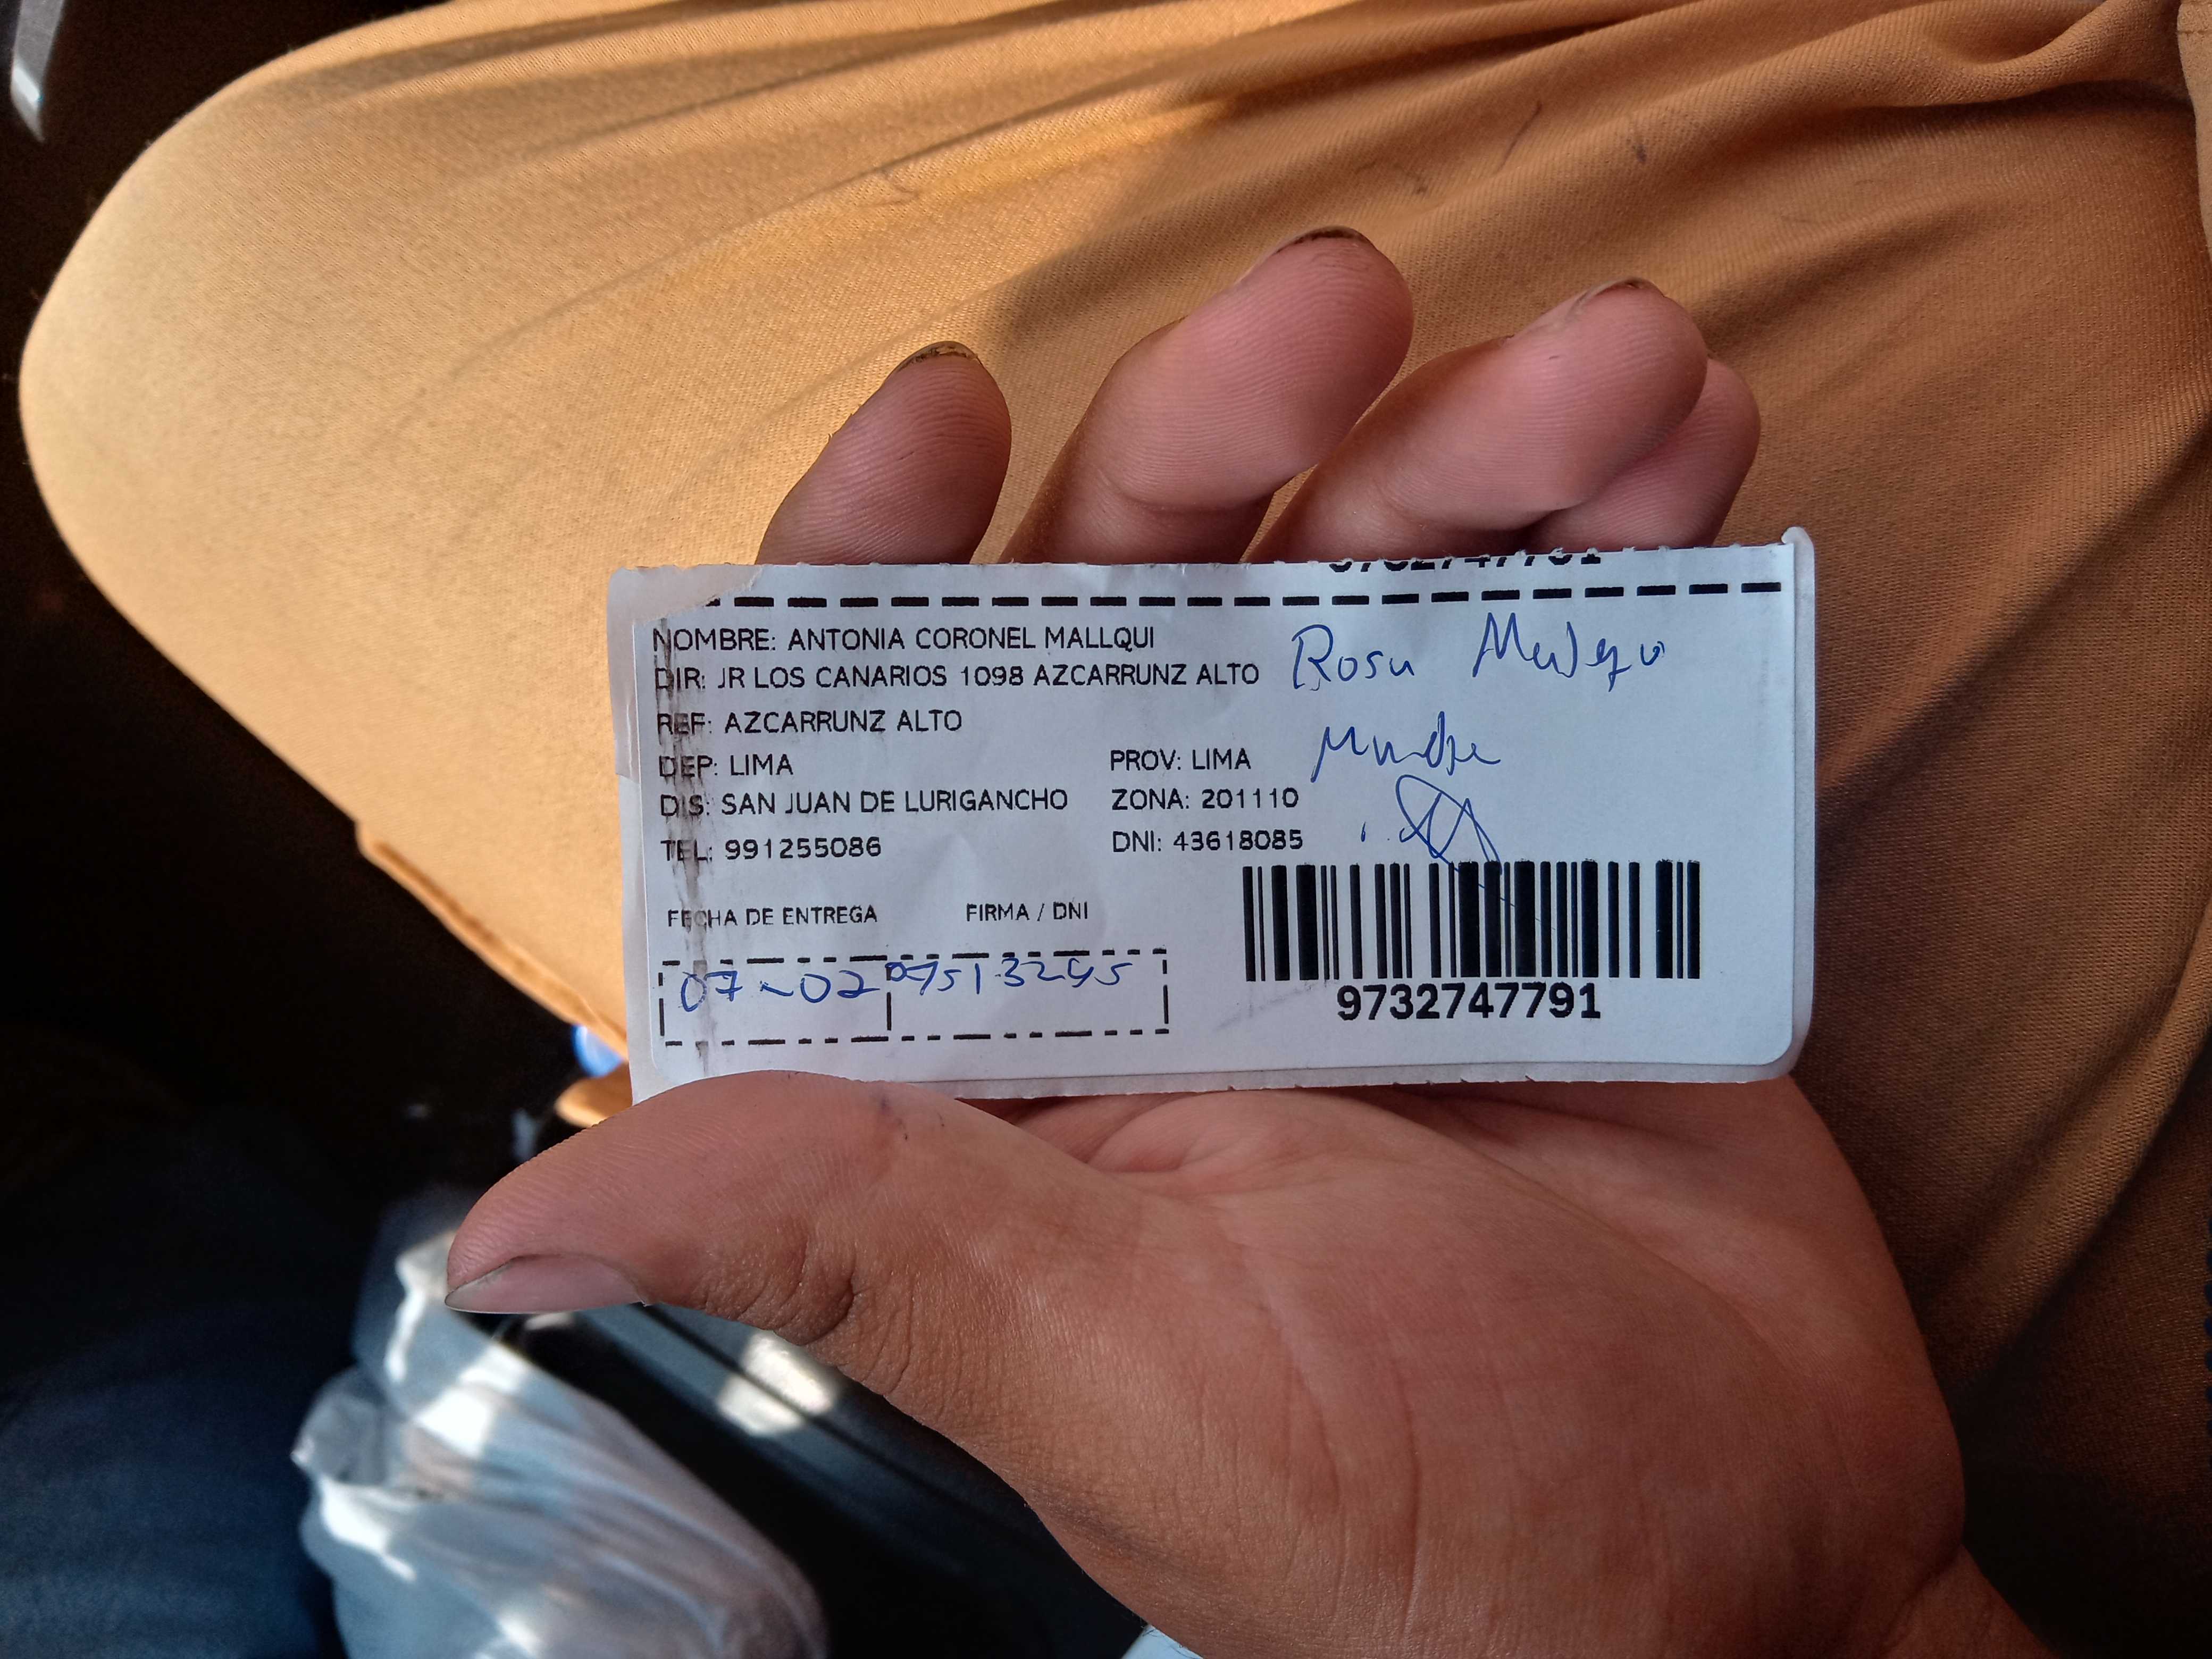 NOMBRE: ANTONIA CORONEL MALLQUI
DIR: JR LOS CANARIOS 1098 AZCARRUNZ ALTO
Rosa
REF: AZCARRUNZ ALTO
DEP: LIMA PROV: LIMA
DIS: SAN JUAN DE LURIGANCHO ZONA: 201110
TEL: 991255086 DNI: 43618085
FECHA DE ENTREGA FIRMA / DNI
07-02
9732747791